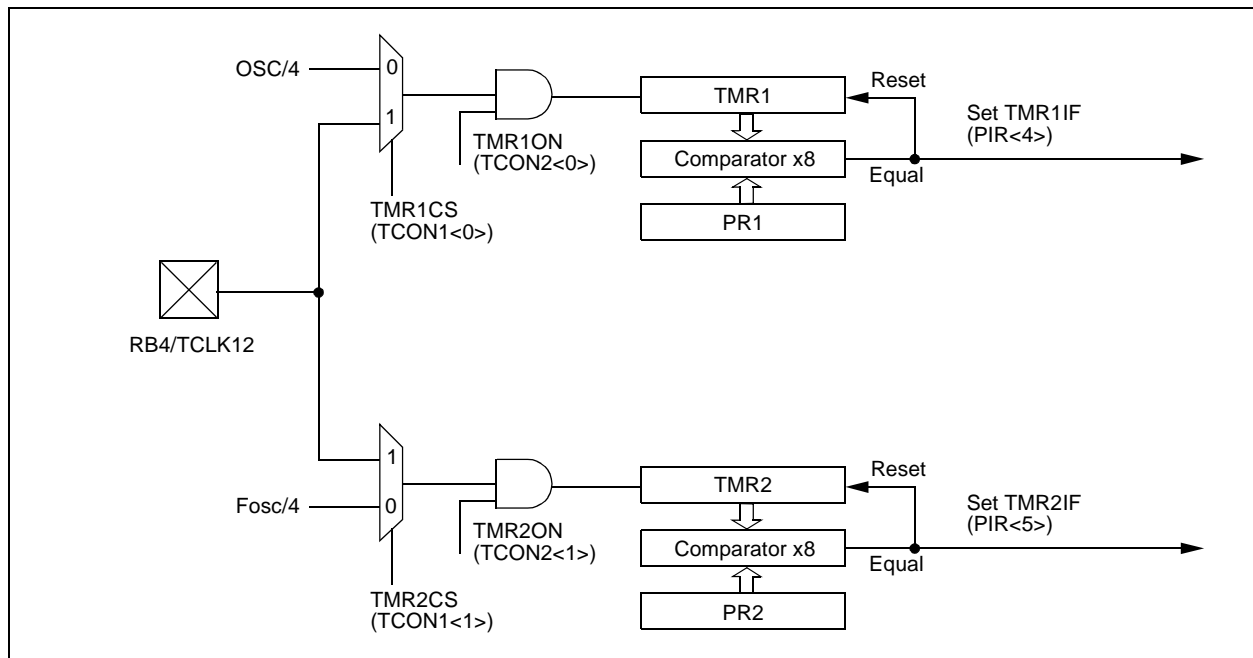 OSC/4
0
1
TMR1CS
(TCON1<0>)
TMR1ON
(TCON2<0>)
TMR1
Comparator x8
PR1
Reset
Equal
Set TMR1IF
(PIR<4>)
RB4/TCLK12
1
Fosc/4
0
TMR2CS
(TCON1<1>)
TMR2ON
(TCON2<1>)
TMR2
Comparator x8
PR2
Reset
Equal
Set TMR2IF
(PIR<5>)